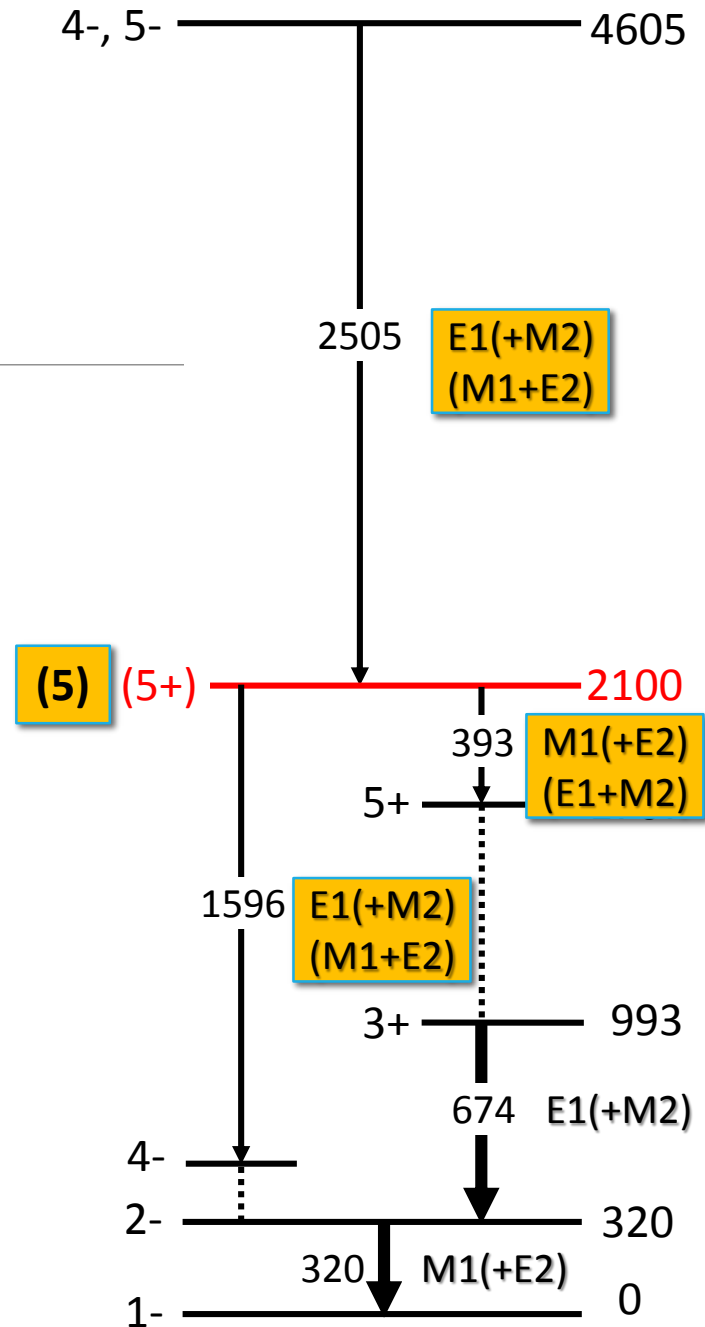 4-, 5- 4605
2505
E1(+M2)
(M1+E2)
(5) (5+) 2100
393
M1(+E2)
(E1+M2)
5+
1596
E1(+M2)
(M1+E2)
3+ 993
674 E1(+M2)
4-
2- 320
320 M1(+E2)
1- 0